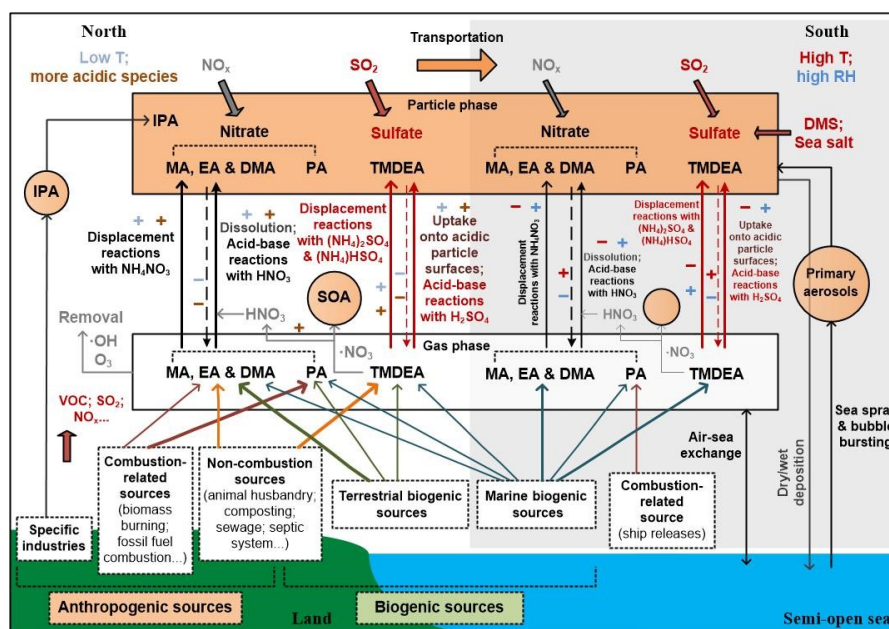 North
Transportation
South
Low T;
more acidic species
NOx
SO2
NOx
SO2
High T;
high RH
Particle phase
IPA
Nitrate
Sulfate
Nitrate
Sulfate
DMS;
Sea salt
MA, EA & DMA
PA
TMDEA
MA, EA & DMA
PA
TMDEA
IPA
+ +
Displacement
reactions
with NH4NO3
+ +
Dissolution;
Acid-base
reactions
with HNO3
- -
Displacement
reactions with
(NH4)2SO4
& (NH4)HSO4
+
+
-
-
+ +
Uptake
onto acidic
particle
surfaces;
Acid-base
reactions
with H2SO4
- +
Displacement
reactions with NH4NO3
- +
Dissolution;
Acid-base
reactions
with HNO3
+
-
Displacement
reactions with
(NH4)2SO4 &
(NH4)HSO4
-
+
+
-
- +
Uptake
onto acidic
particle
surfaces;
Acid-base
reactions
with H2SO4
Primary
aerosols
Removal
·OH
O3
HNO3
+
SOA
·NO3
HNO3
·NO3
Gas phase
MA, EA & DMA
PA
TMDEA
MA, EA & DMA
PA
TMDEA
VOC; SO2;
NOx...
Air-sea
exchange
Dry/wet
deposition
Sea spray
& bubble
bursting
Specific
industries
Combustion-
related sources
(biomass
burning;
fossil fuel
combustion...)
Non-combustion
sources
(animal husbandry;
composting;
sewage; septic
system...)
Terrestrial biogenic
sources
Marine biogenic
sources
Combustion-
related source
(ship releases)
Anthropogenic sources
Land
Biogenic sources
Semi-open sea